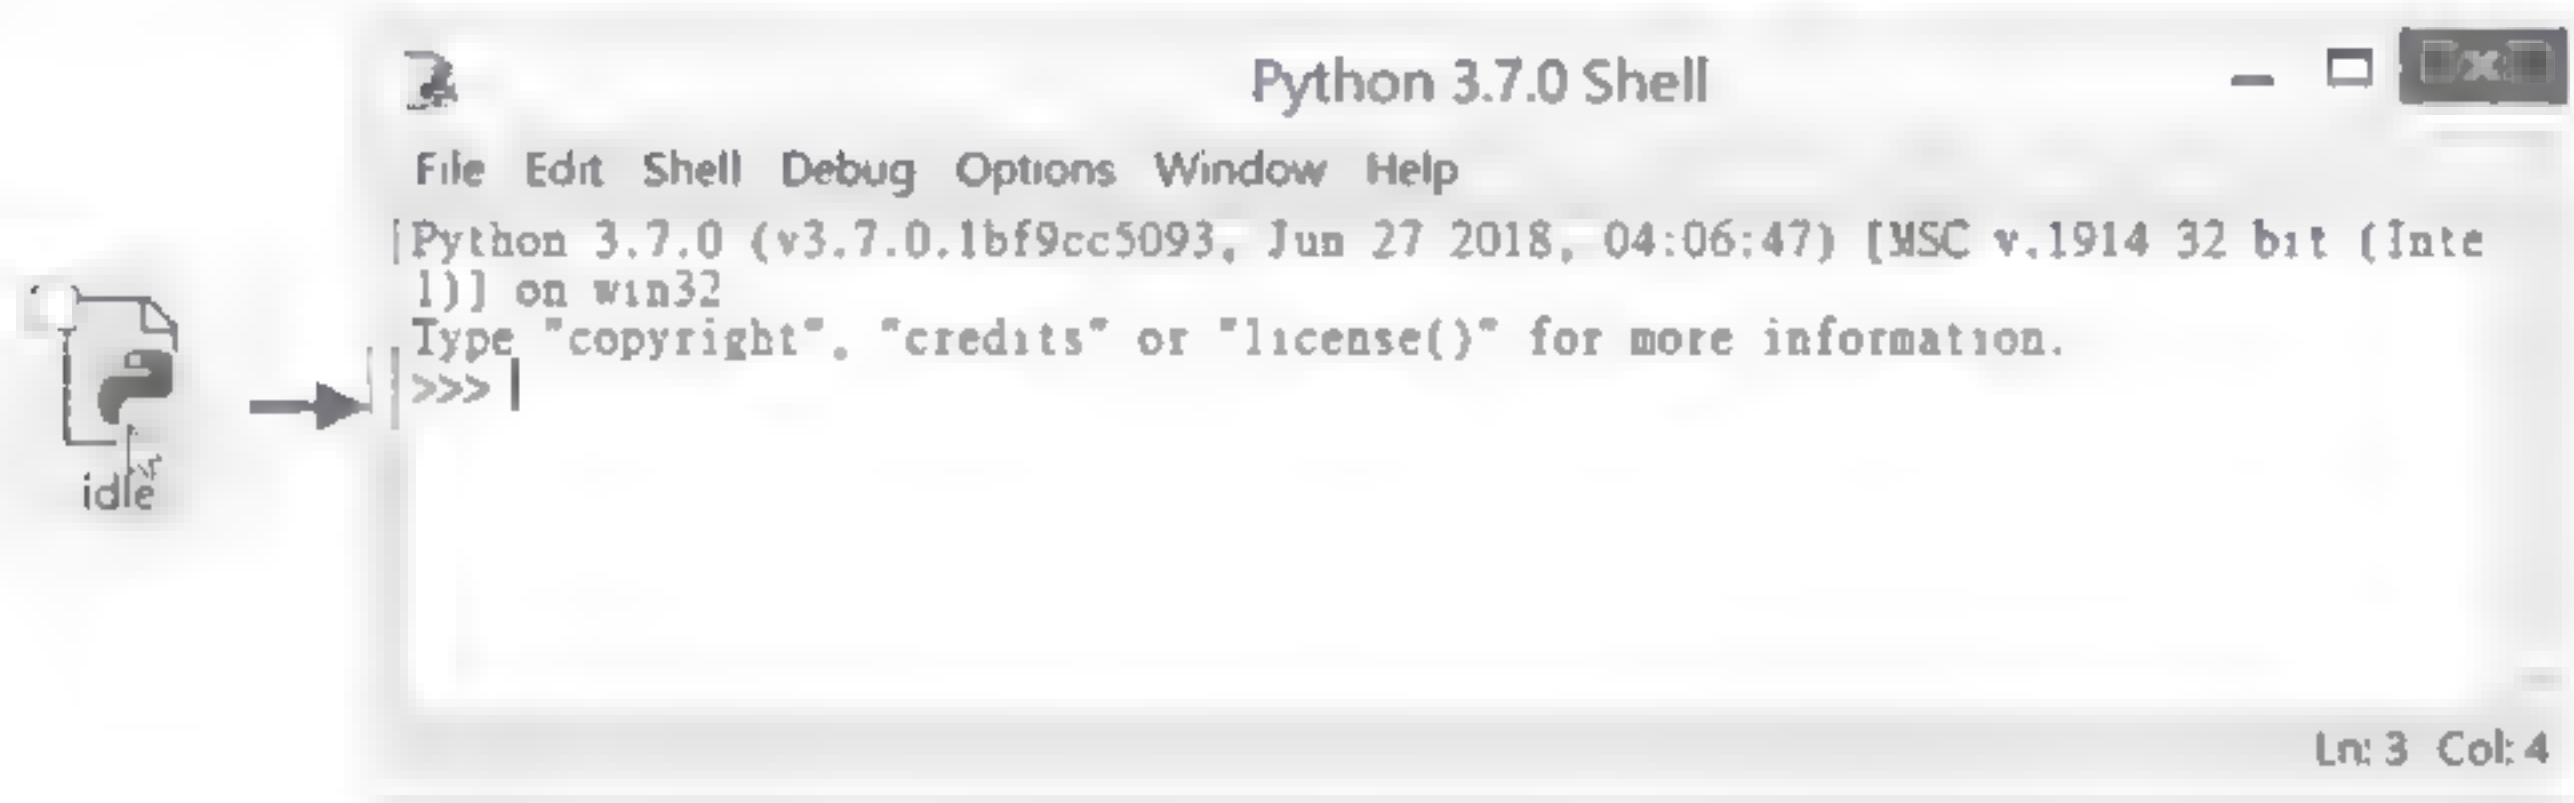 Python 3.7.0 Shell
File Edit Shell Debug Options Window Help
Python 3.7.0 (v3.7.0.1bf9cc5093, Jun 27 2018, 04:06:47) [MSC v.1914 32 bit (Inte
l)] on win32
Type "copyright", "credits" or "license()" for more information.
>>>
idle
Ln: 3 Col: 4